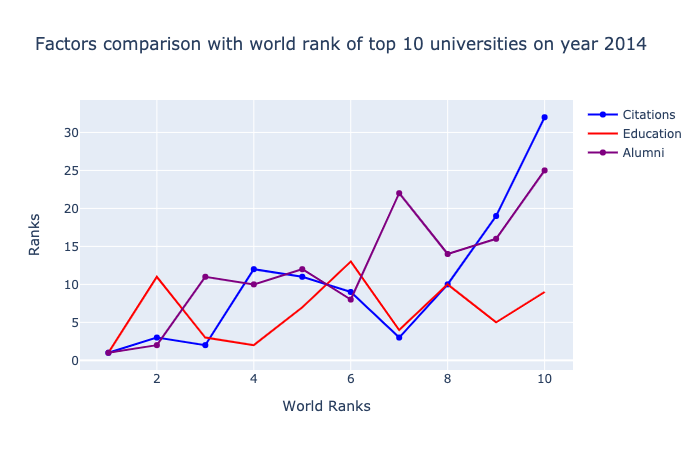 Factors comparison with world rank of top 10 universities on year 2014
Citations
Education
Alumni
30
25
20
15
10
5
0
Ranks
2
4
6
8
10
World Ranks